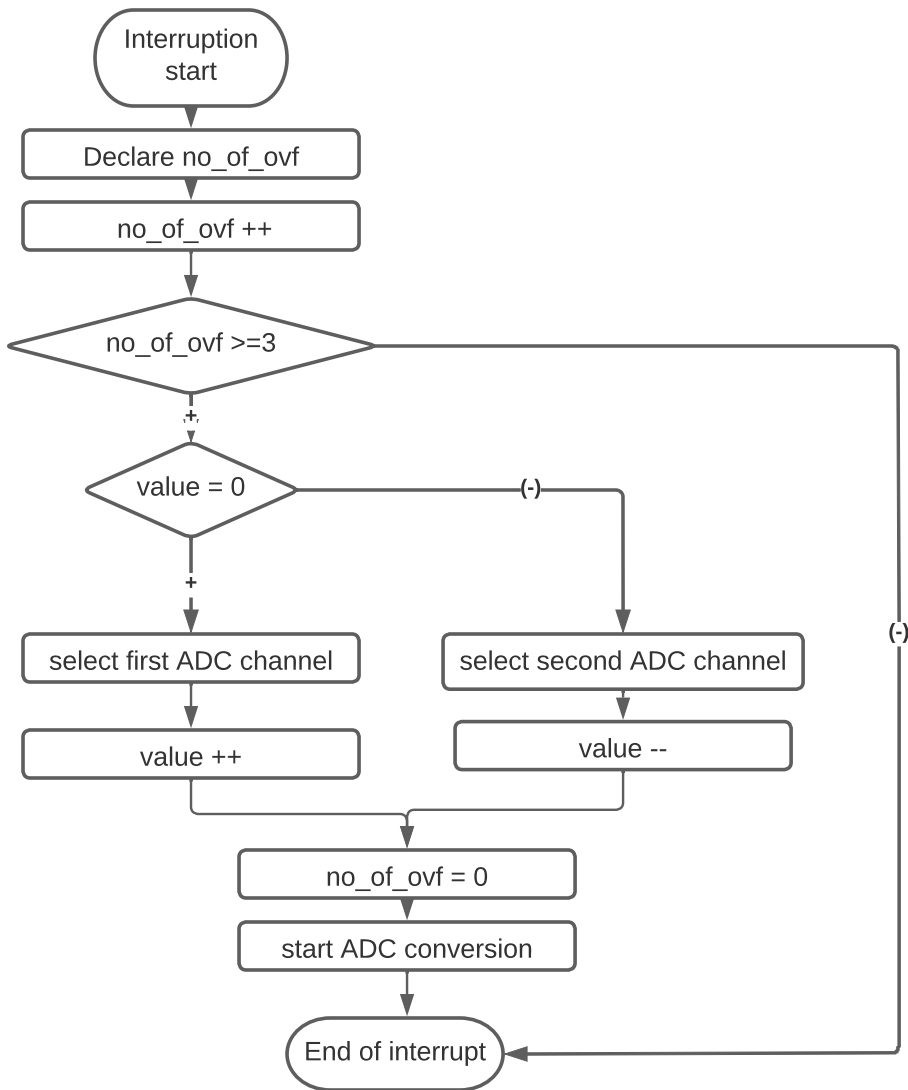 Interruption
start
Declare no_of_ovf
no_of_ovf ++
no_of_ovf >=3
+
value = 0
(-)
+
(-)
select first ADC channel
select second ADC channel
value ++
value --
no_of_ovf = 0
start ADC conversion
End of interrupt